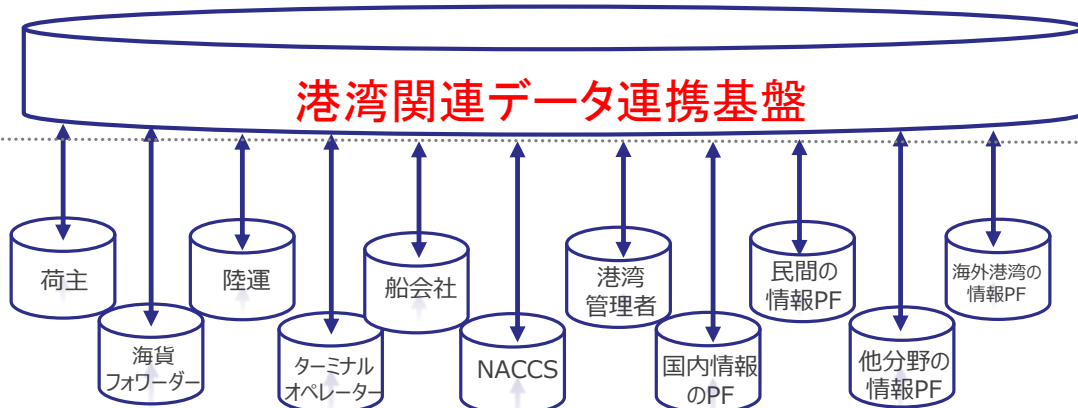 港湾関連データ連携基盤
荷主
海貨
フォワーダー
陸運
ターミナル
オペレーター
船会社
NACCS
港湾
管理者
国内情報
のPF
民間の
情報PF
他分野の
情報PF
海外港湾の
情報PF